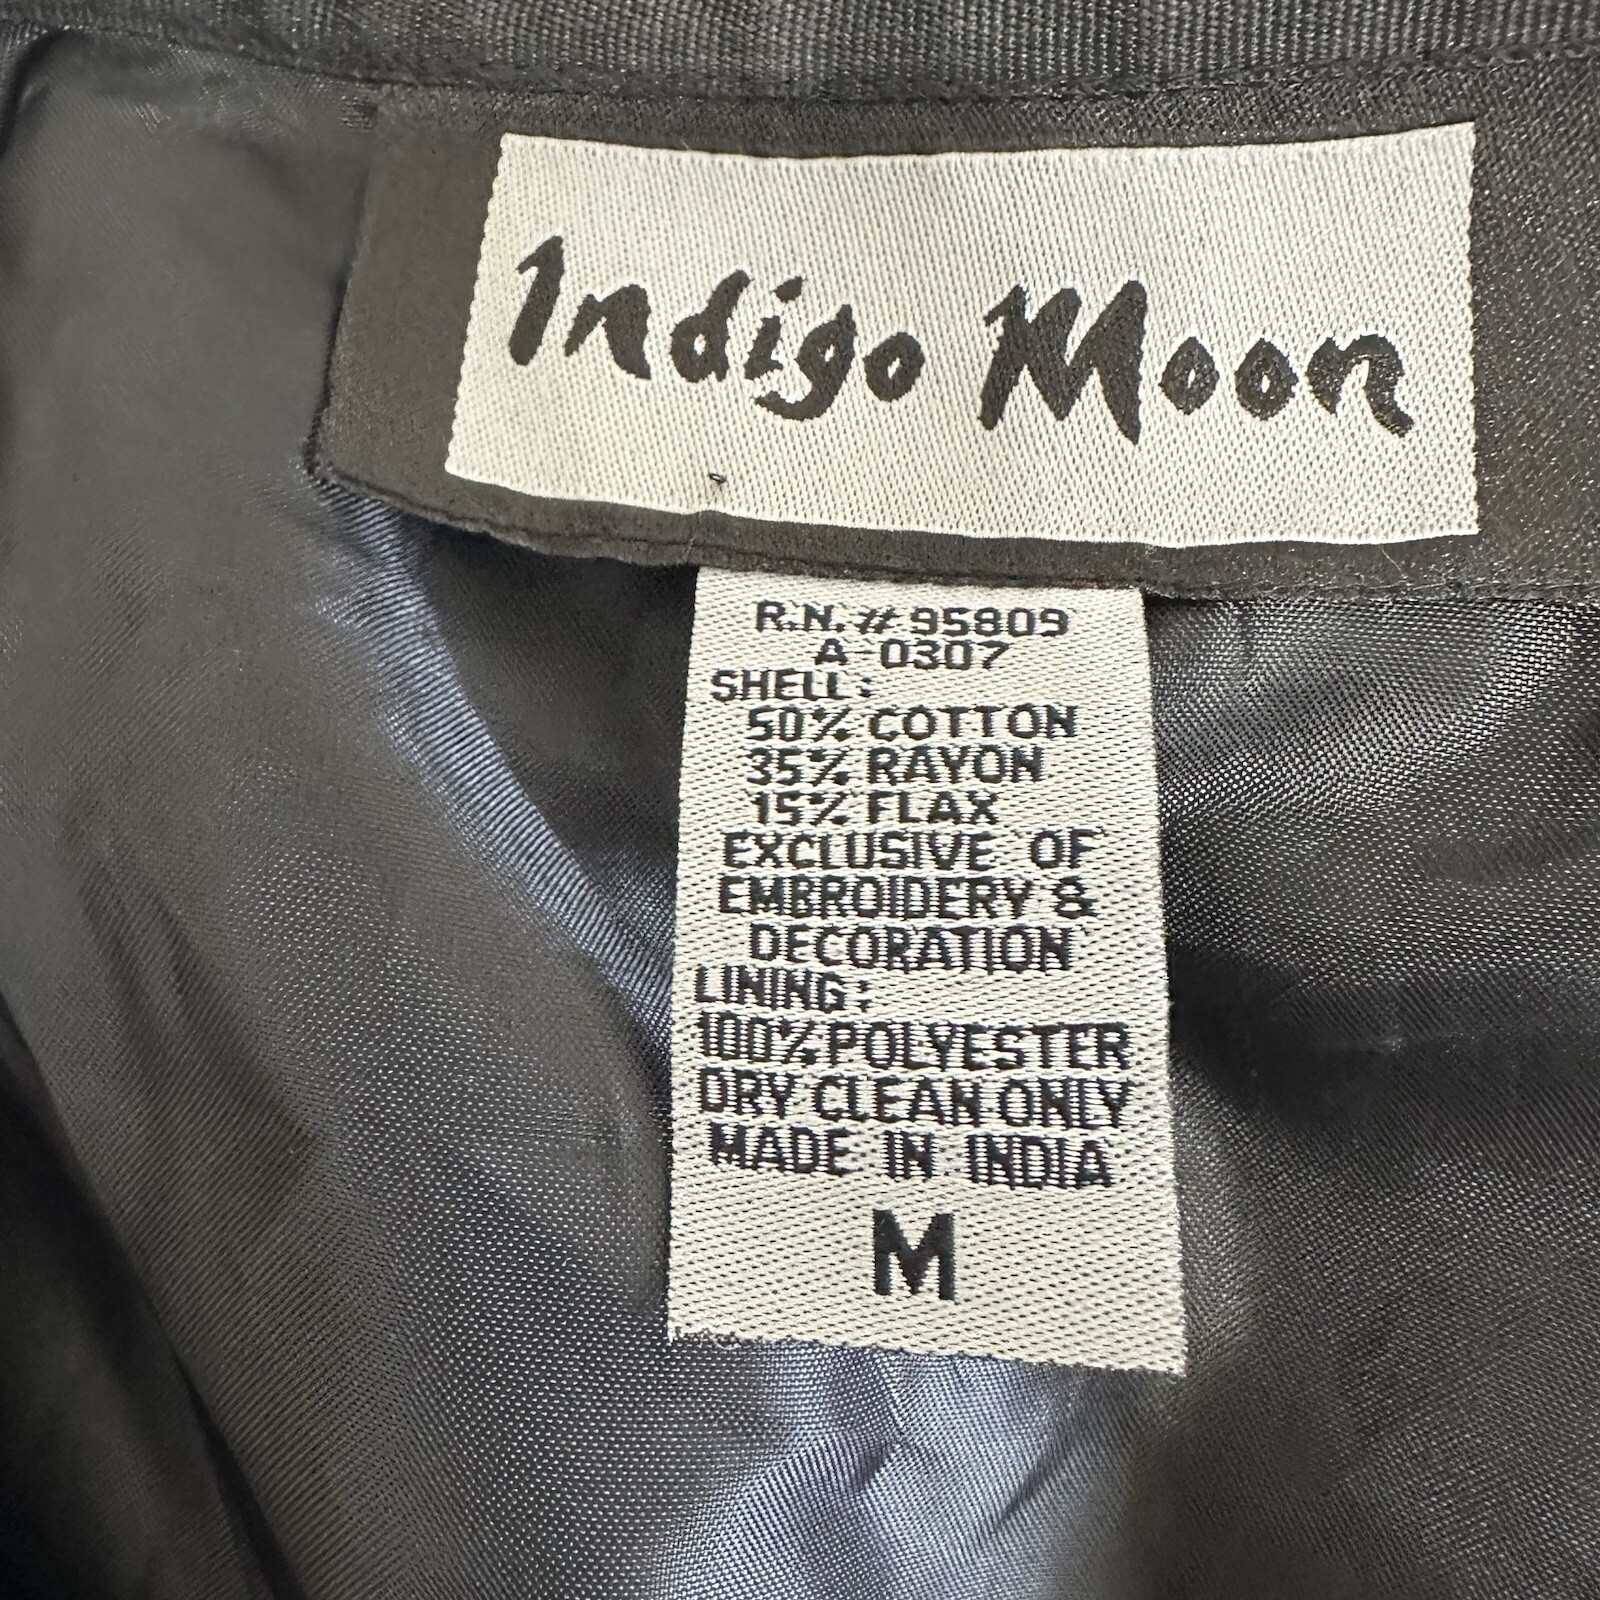 Indigo Moon
R.N.# 95809
A-0307
SHELL:
50% COTTON
35% RAYON
15% FLAX
EXCLUSIVE OF
EMBROIDERY &
DECORATION
LINING:
100% POLYESTER
DRY CLEAN ONLY
MADE IN INDIA
M